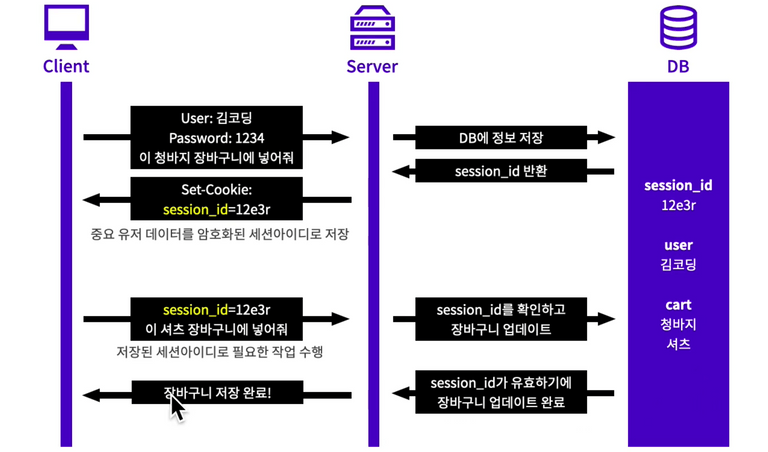 Client
Server
DB
User: 김코딩
Password: 1234
이 청바지 장바구니에 넣어줘
DB에 정보 저장
session_id 반환
Set-Cookie:
session_id=12e3r
중요 유저 데이터를 암호화된 세션아이디로 저장
session_id
12e3r
user
김코딩
cart
청바지
셔츠
session_id=12e3r
이 셔츠 장바구니에 넣어줘
저장된 세션아이디로 필요한 작업 수행
session_id를 확인하고
장바구니 업데이트
session_id가 유효하기에
장바구니 업데이트 완료
장바구니 저장 완료!